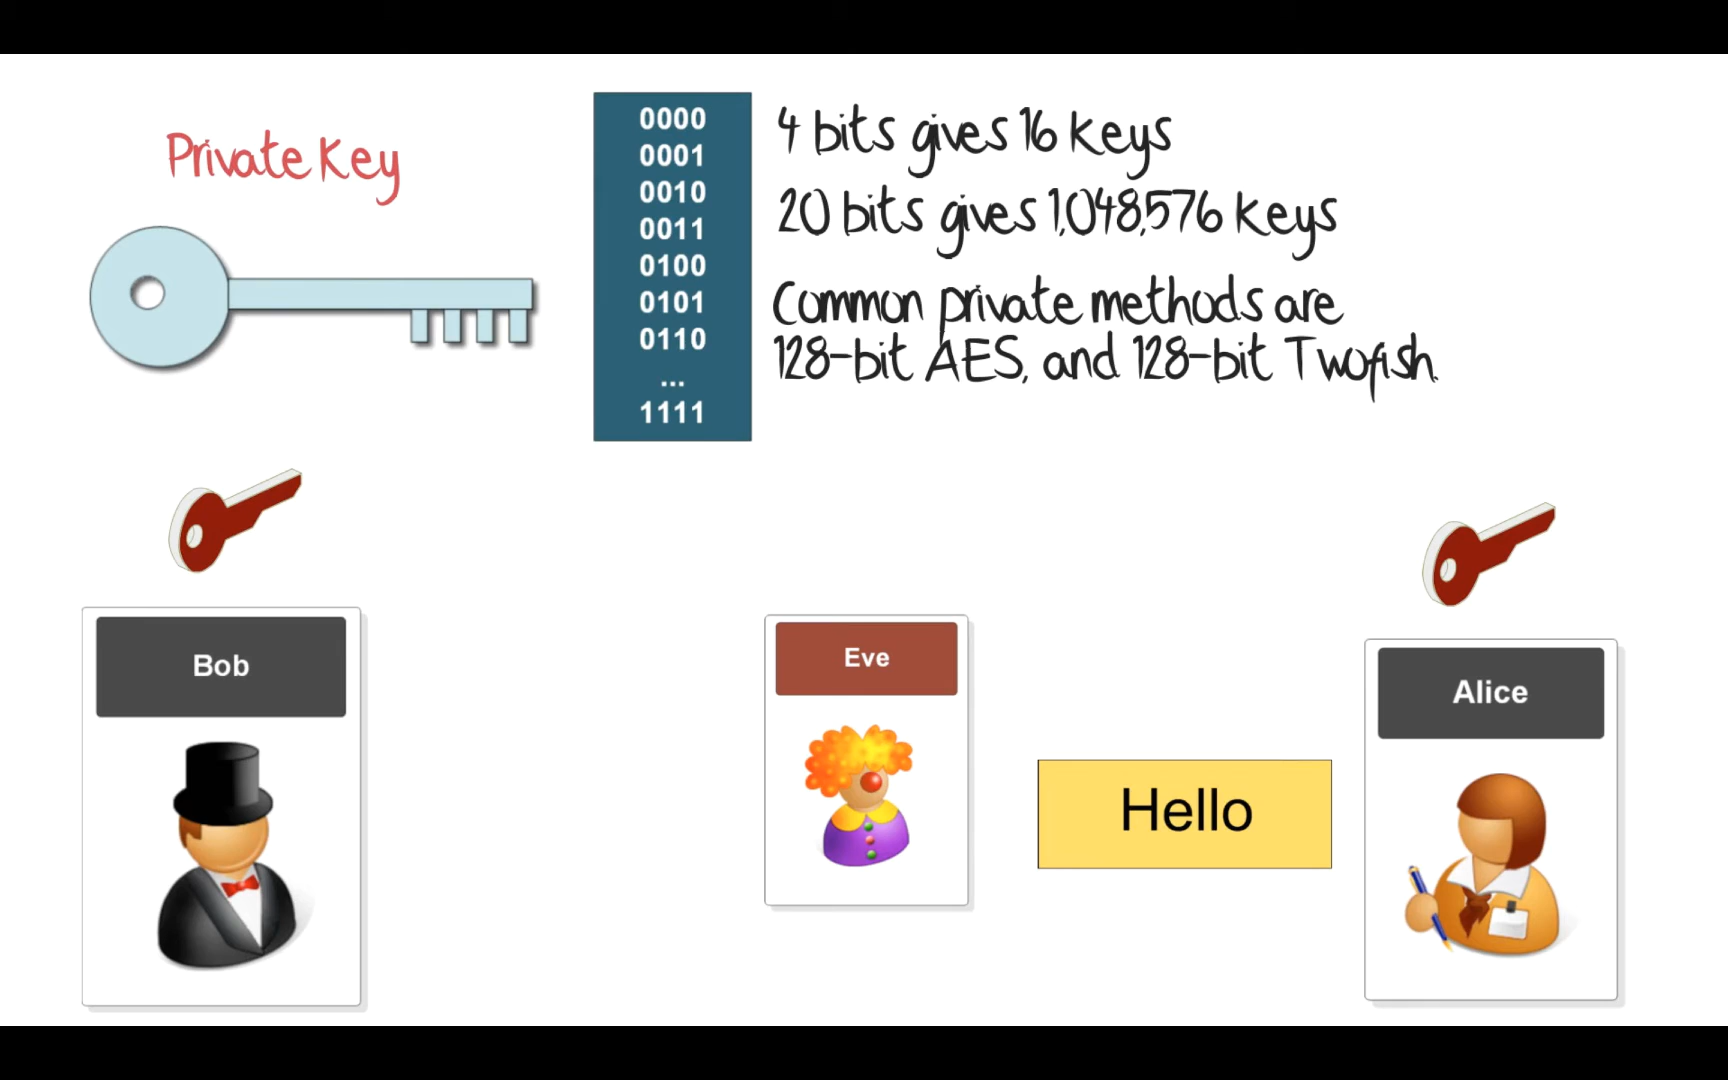 Private Key
0000
0001
0010
0011
0100
0101
0110
...
1111
4 bits gives 16 keys
20 bits gives 1,048,576 keys
Common private methods are
128-bit AES, and 128-bit Twofish.
Bob
Eve
Hello
Alice